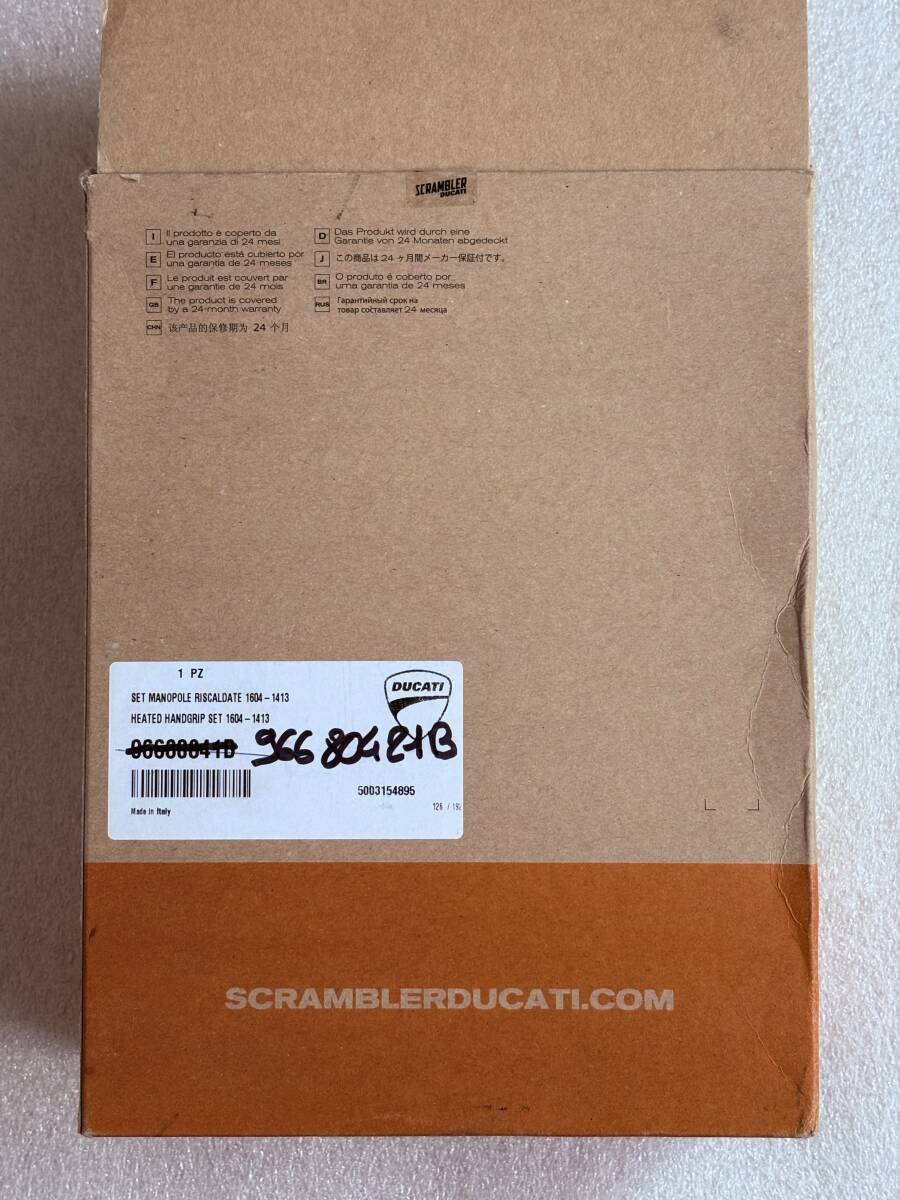 SCRAMBLER
DUCATI
I Il prodotto è coperto da
una garanzia di 24 mesi
E El producto está cubierto por
una garantia de 24 meses
F Le produit est couvert par
une garantie de 24 mois
GB The product is covered
by a 24-month warranty
CHN 该产品的保修期为 24 个月
D Das Produkt wird durch eine
Garantie von 24 Monaten abgedeckt
J この商品は24ヶ月間メーカー保証付です。
BR O produto é coberto por
uma garantia de 24 meses
RUS Гарантийный срок на
товар составляет 24 месяца
1 PZ
DUCATI
SET MANOPOLE RISCALDATE 1604-1413
HEATED HANDGRIP SET 1604-1413
96680421B
5003154895
Made in Italy
SCRAMBLERDUCATI.COM